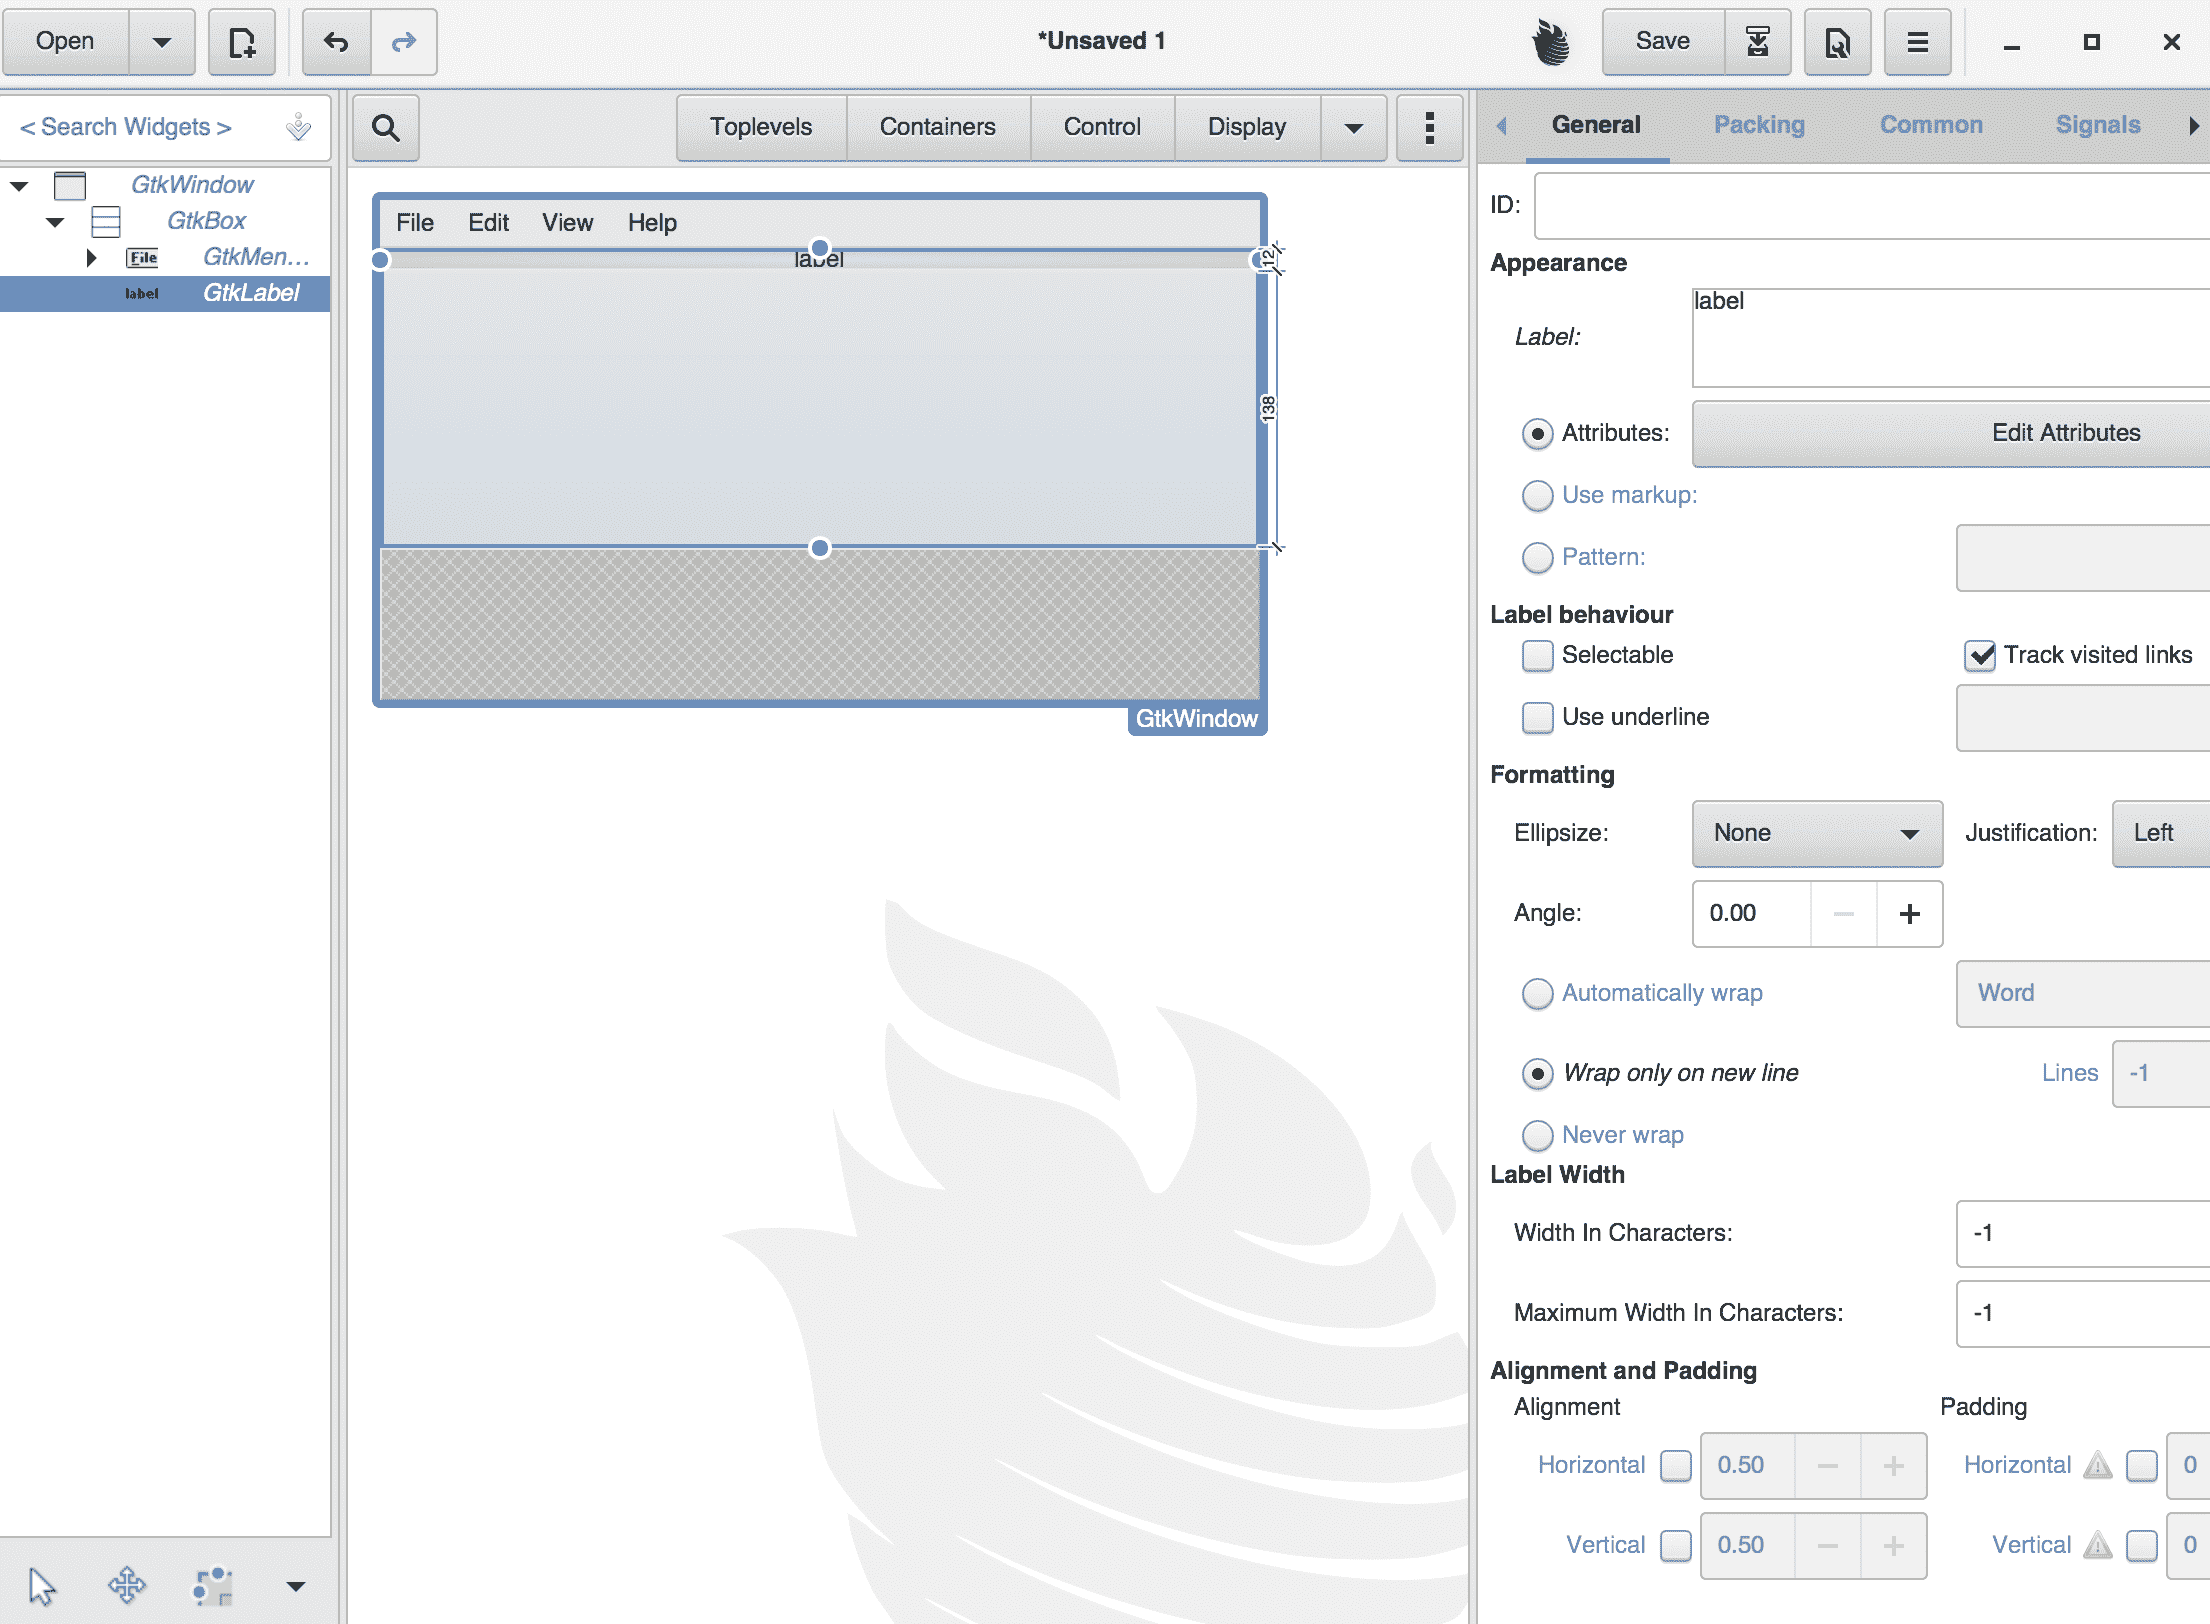 Open
*Unsaved 1
Save
< Search Widgets >
Toplevels Containers Control Display
General Packing Common Signals
GtkWindow
GtkBox
File GtkMen...
label GtkLabel
File Edit View Help
label
12
138
GtkWindow
ID:
Appearance
label
Label:
Attributes: Edit Attributes
Use markup:
Pattern:
Label behaviour
Selectable Track visited links
Use underline
Formatting
Ellipsize: None Justification: Left
Angle: 0.00
Automatically wrap Word
Wrap only on new line Lines -1
Never wrap
Label Width
Width In Characters: -1
Maximum Width In Characters: -1
Alignment and Padding
Alignment Padding
Horizontal 0.50 Horizontal 0
Vertical 0.50 Vertical 0